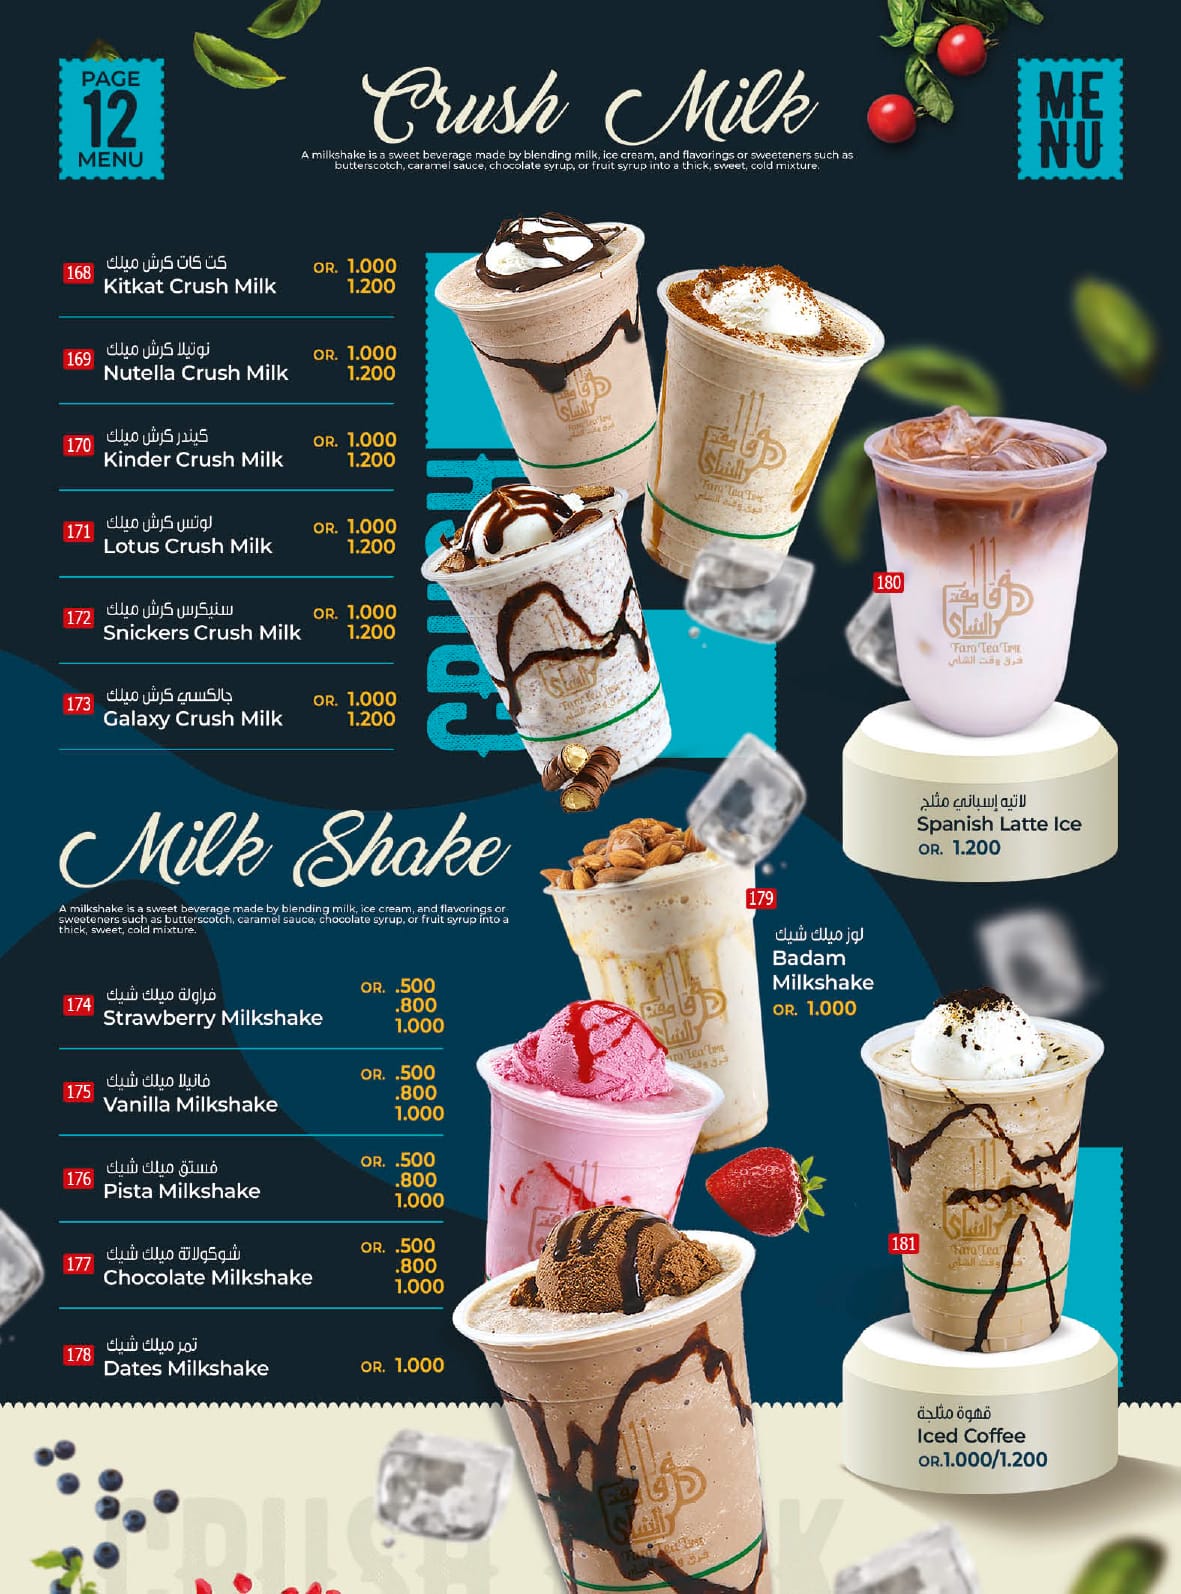 PAGE
12
MENU
Crush Milk
A milkshake is a sweet beverage made by blending milk, ice cream, and flavorings or sweeteners such as
butterscotch, caramel sauce, chocolate syrup, or fruit syrup into a thick, sweet, cold mixture.
ME
NU
168
كت كات كرش ميلك
Kitkat Crush Milk
OR. 1.000
1.200
169
نوتيلا كرش ميلك
Nutella Crush Milk
OR. 1.000
1.200
170
كيندر كرش ميلك
Kinder Crush Milk
OR. 1.000
1.200
171
لوتس كرش ميلك
Lotus Crush Milk
OR. 1.000
1.200
172
سنيكرس كرش ميلك
Snickers Crush Milk
OR. 1.000
1.200
173
جالكسي كرش ميلك
Galaxy Crush Milk
OR. 1.000
1.200
CRUSH
180
Fara Tea Time
فرق وقت الشاي
لاتيه إسباني مثلج
Spanish Latte Ice
OR. 1.200
Milk Shake
A milkshake is a sweet beverage made by blending milk, ice cream, and flavorings or
sweeteners such as butterscotch, caramel sauce, chocolate syrup, or fruit syrup into a
thick, sweet, cold mixture.
174
فراولة ميلك شيك
Strawberry Milkshake
OR. .500
.800
1.000
175
فانيلا ميلك شيك
Vanilla Milkshake
OR. .500
.800
1.000
176
فستق ميلك شيك
Pista Milkshake
OR. .500
.800
1.000
177
شوكولاتة ميلك شيك
Chocolate Milkshake
OR. .500
.800
1.000
178
تمر ميلك شيك
Dates Milkshake
OR. 1.000
179
لوز ميلك شيك
Badam
Milkshake
OR. 1.000
181
قهوة مثلجة
Iced Coffee
OR.1.000/1.200